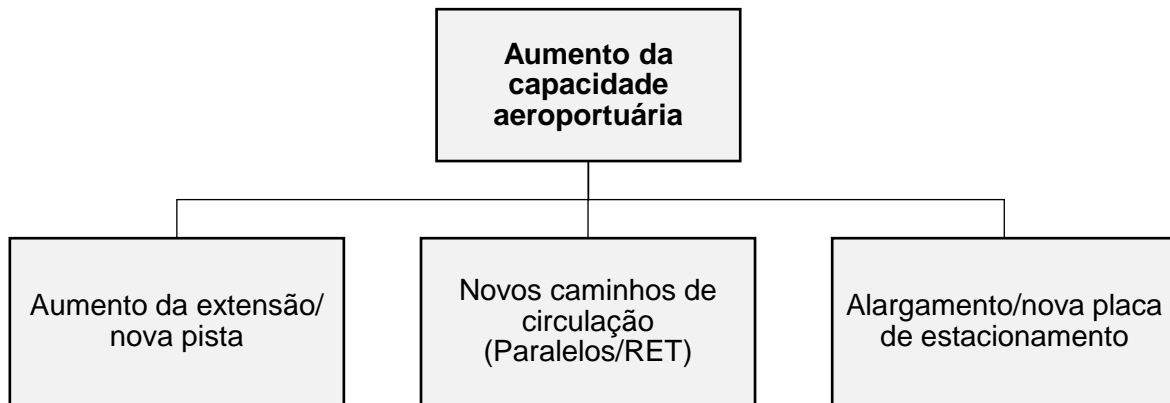 Aumento da
capacidade
aeroportuária
Aumento da extensão/
nova pista
Novos caminhos de
circulação
(Paralelos/RET)
Alargamento/nova placa
de estacionamento